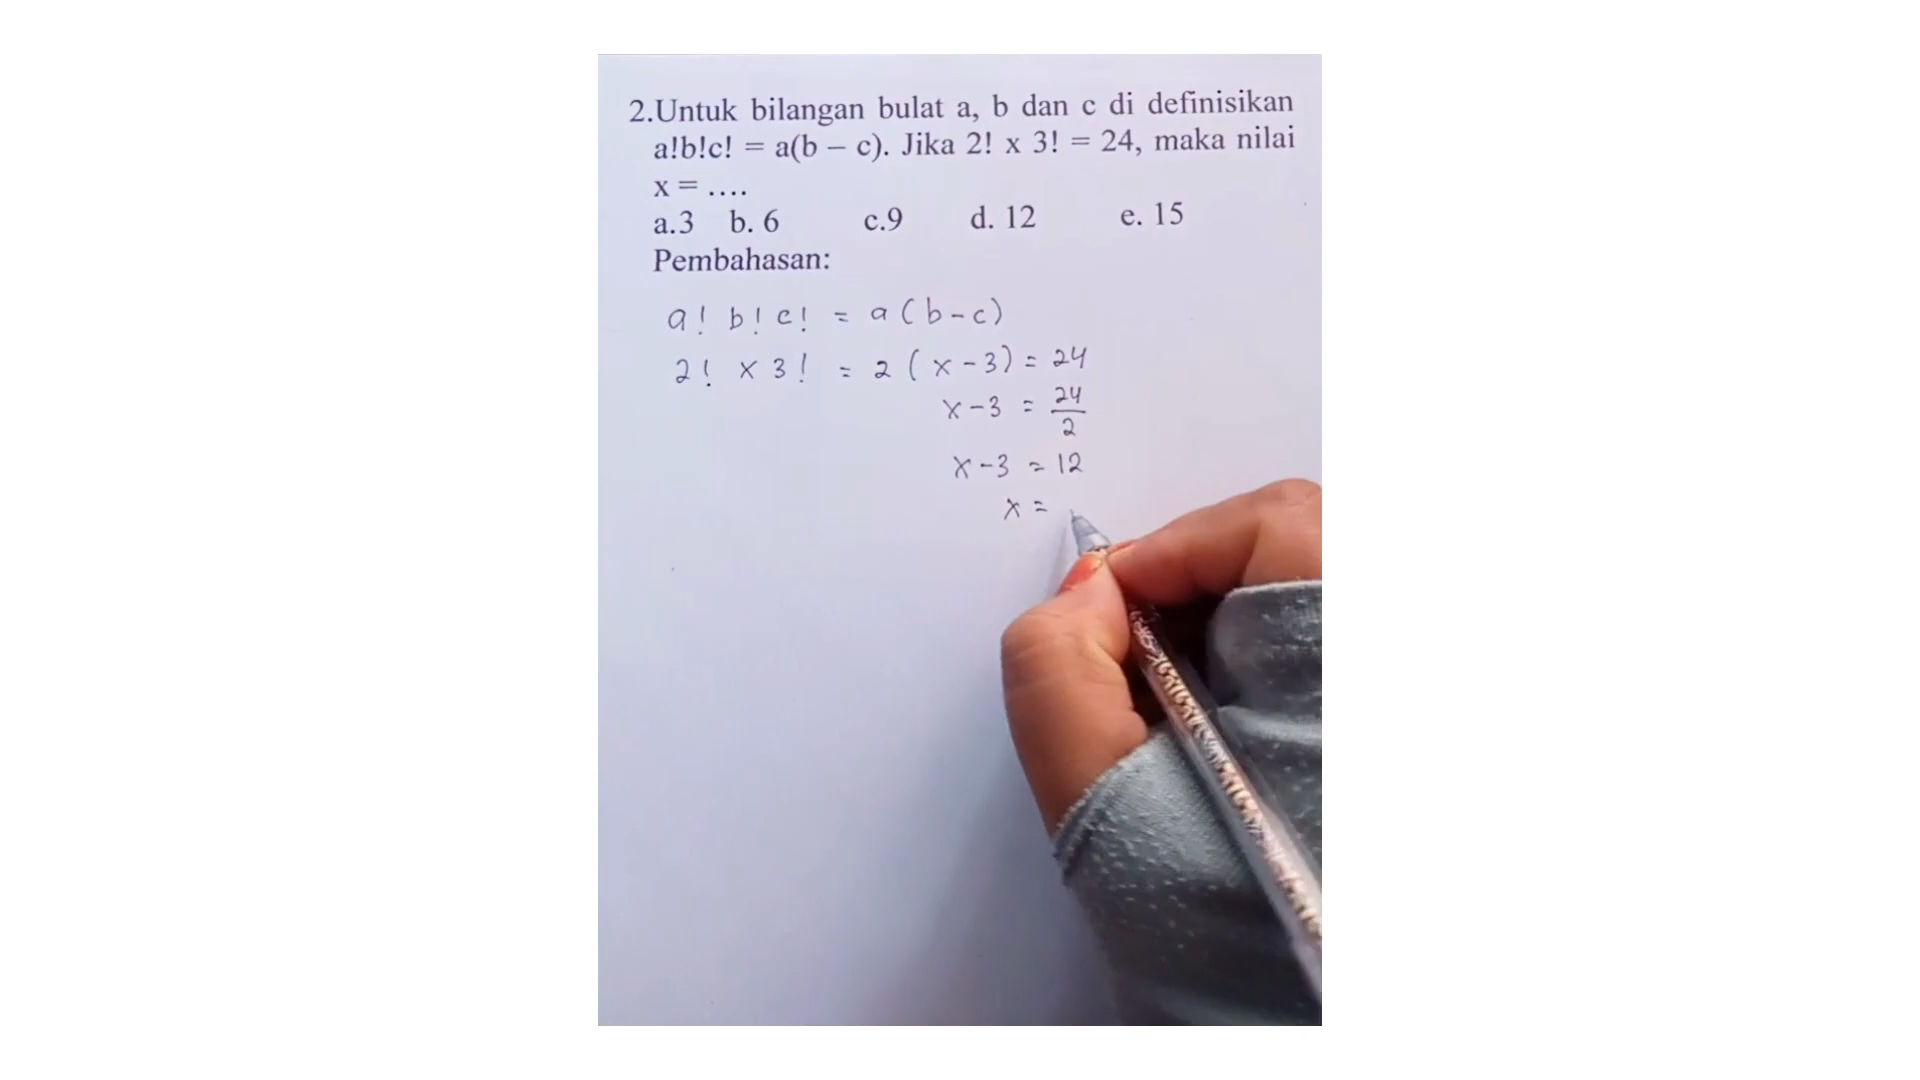 2.Untuk bilangan bulat a, b dan c di definisikan
a!b!c! = a(b – c). Jika 2! x 3! = 24, maka nilai
x = ....
a.3 b. 6 c.9 d. 12 e. 15
Pembahasan:
a! b! c! = a (b-c)
2! x 3! = 2 (x-3) = 24
x-3 = 24/2
x-3 = 12
x =